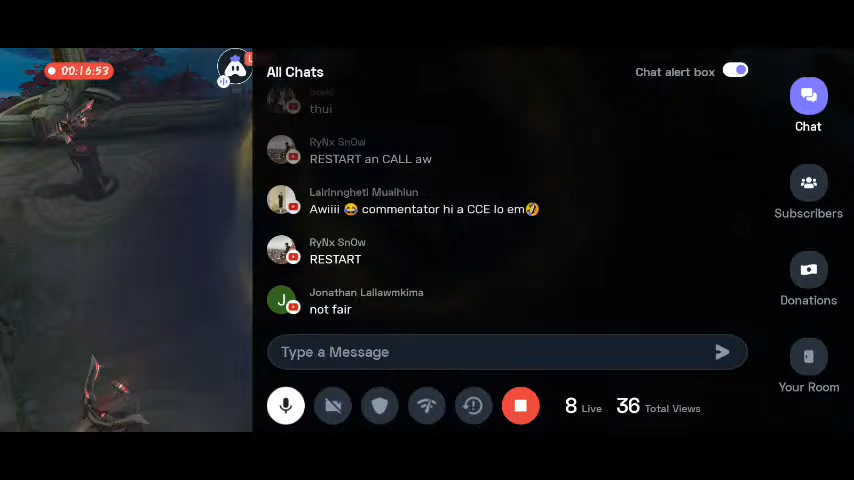 00:16:53
All Chats
Chat alert box
thui
RyNx Sn0w
RESTART an CALL aw
Lalrinngheti Mualhlun
Awiiii 😂 commentator hi a CCE lo em🤣
RyNx Sn0w
RESTART
J
Jonathan Lallawmkima
not fair
Type a Message
8 Live 36 Total Views
Chat
Subscribers
Donations
Your Room